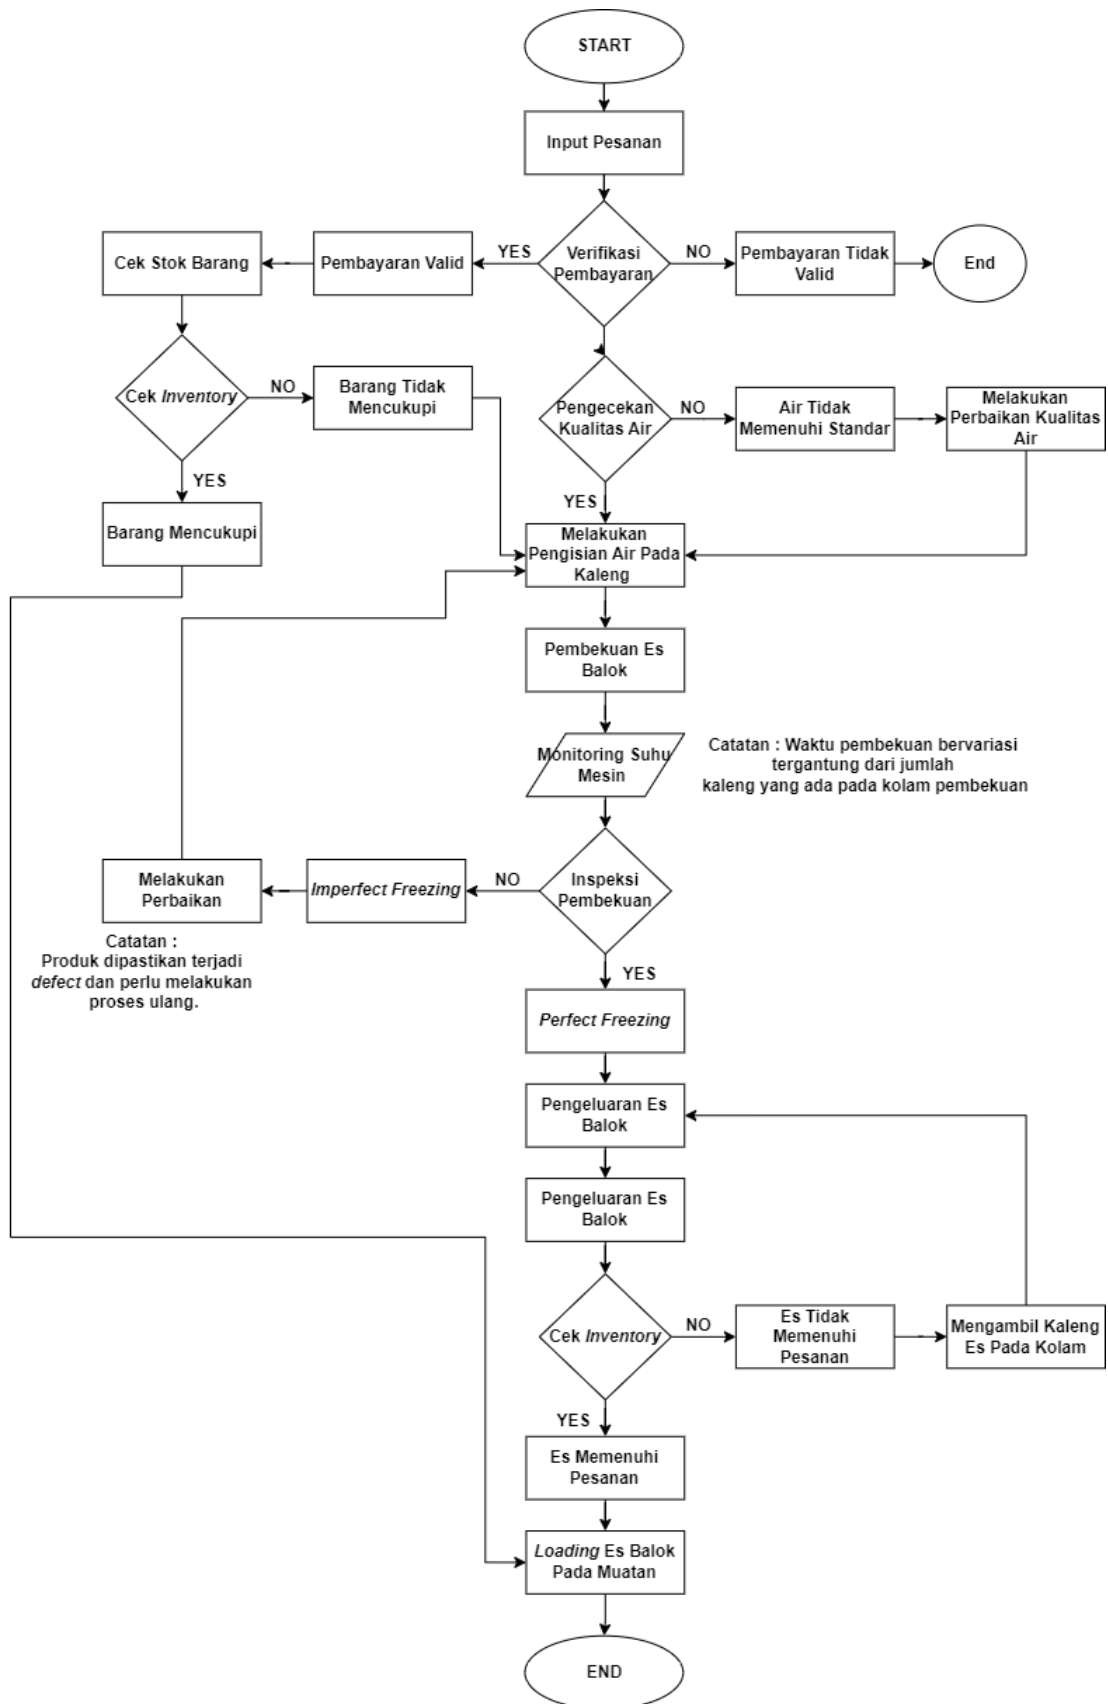 START
Input Pesanan
Cek Stok Barang
Pembayaran Valid
YES
Verifikasi
Pembayaran
NO
Pembayaran Tidak
Valid
End
Cek Inventory
NO
Barang Tidak
Mencukupi
Pengecekan
Kualitas Air
NO
Air Tidak
Memenuhi Standar
Melakukan
Perbaikan Kualitas
Air
YES
Barang Mencukupi
YES
Melakukan
Pengisian Air Pada
Kaleng
Pembekuan Es
Balok
Monitoring Suhu
Mesin
Catatan : Waktu pembekuan bervariasi
tergantung dari jumlah
kaleng yang ada pada kolam pembekuan
Melakukan
Perbaikan
Imperfect Freezing
NO
Inspeksi
Pembekuan
Catatan :
Produk dipastikan terjadi
defect dan perlu melakukan
proses ulang.
YES
Perfect Freezing
Pengeluaran Es
Balok
Pengeluaran Es
Balok
Cek Inventory
NO
Es Tidak
Memenuhi
Pesanan
Mengambil Kaleng
Es Pada Kolam
YES
Es Memenuhi
Pesanan
Loading Es Balok
Pada Muatan
END